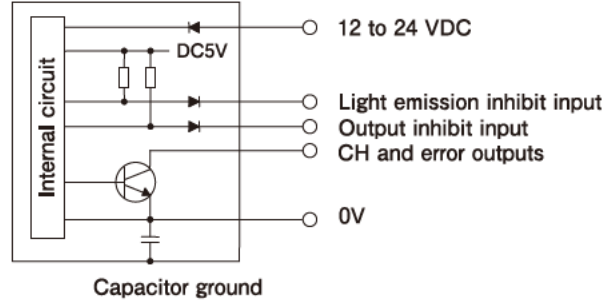 12 to 24 VDC
DC5V
Internal circuit
Light emission inhibit input
Output inhibit input
CH and error outputs
0V
Capacitor ground